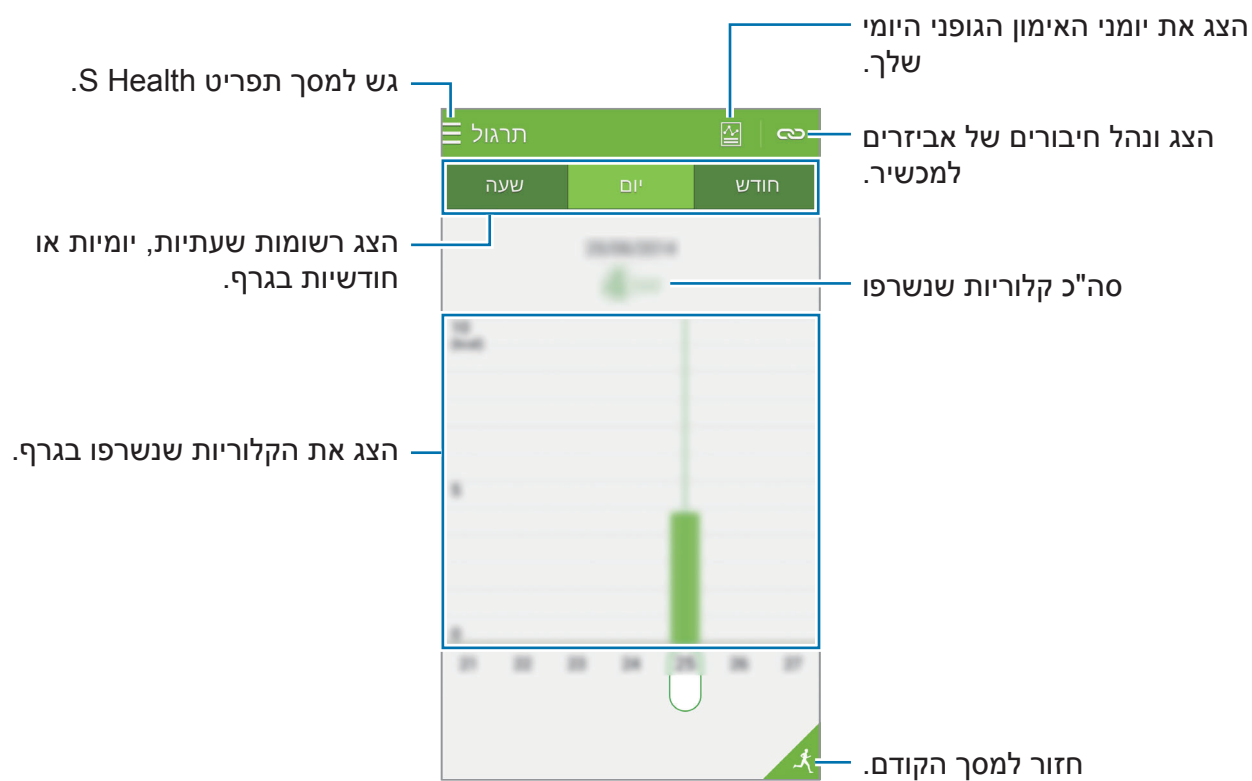 הצג את יומני האימון הגופני היומי
שלך.
גש למסך תפריט S Health.
תרגול
הצג ונהל חיבורים של אביזרים
למכשיר.
שעה
יום
חודש
הצג רשומות שעתיות, יומיות או
חודשיות בגרף.
סה"כ קלוריות שנשרפו
הצג את הקלוריות שנשרפו בגרף.
חזור למסך הקודם.